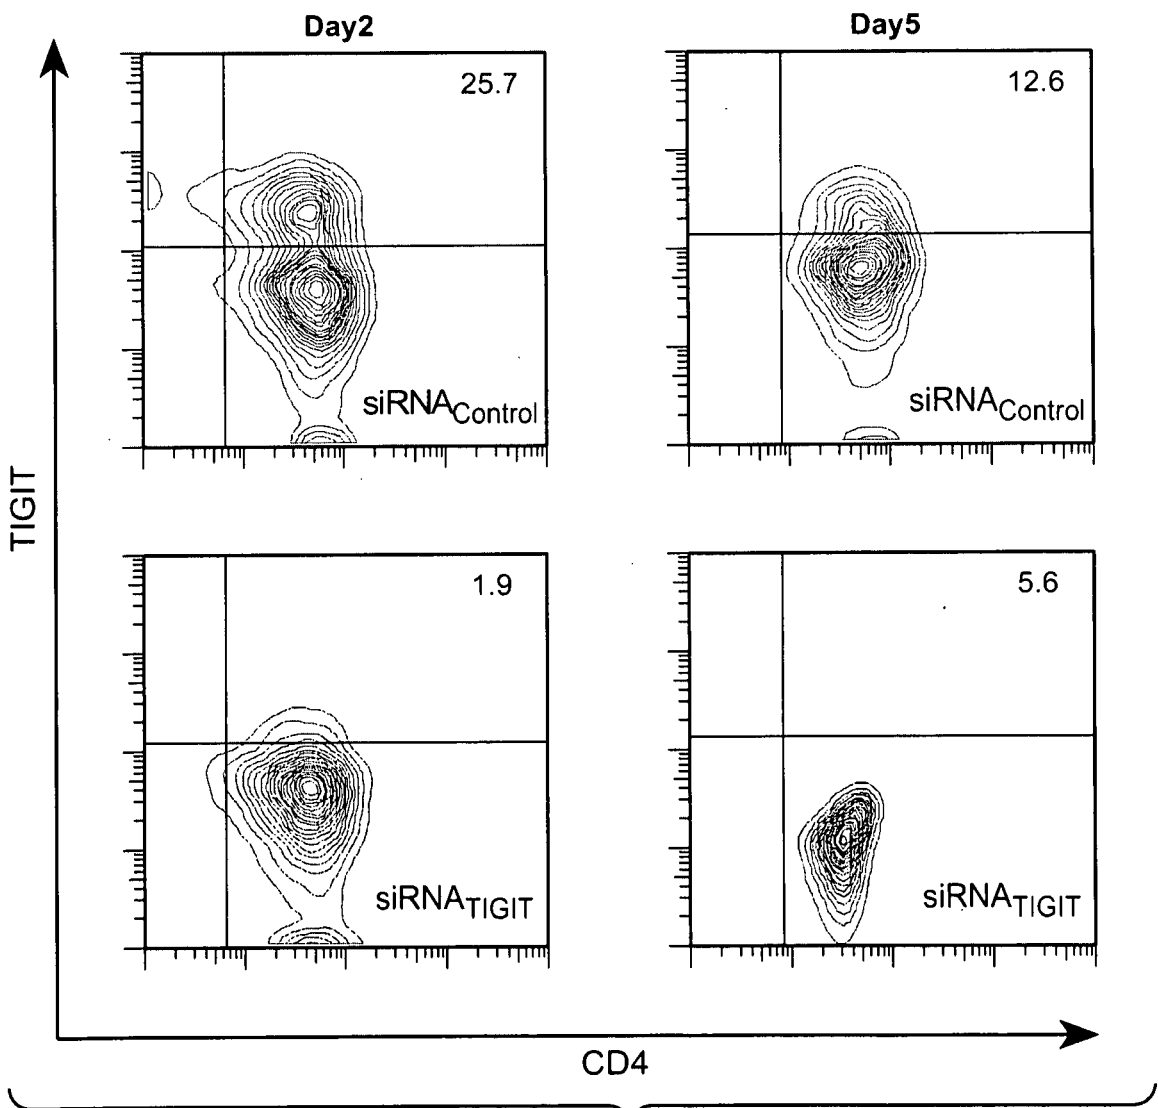 Day2
Day5
25.7
12.6
siRNAControl
siRNAControl
TIGIT
1.9
5.6
siRNATIGIT
siRNATIGIT
CD4